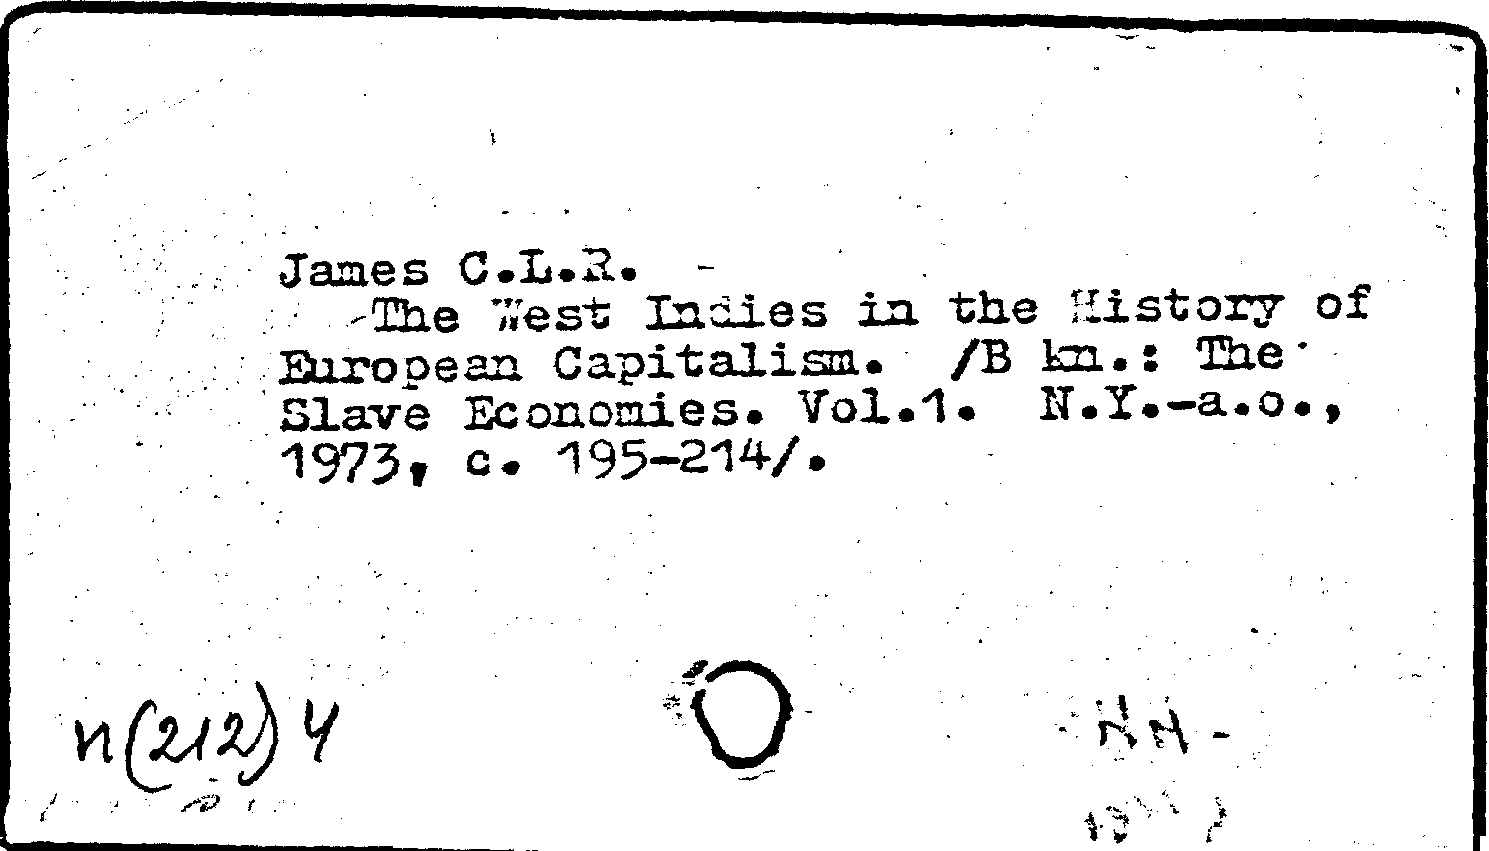 James C.L.R.
The West Indies in the History of
European Capitalism. /В кн.: The
Slave Economies. Vol.1. N.Y.-a.o.,
1973, c. 195-214/.
и(212)4